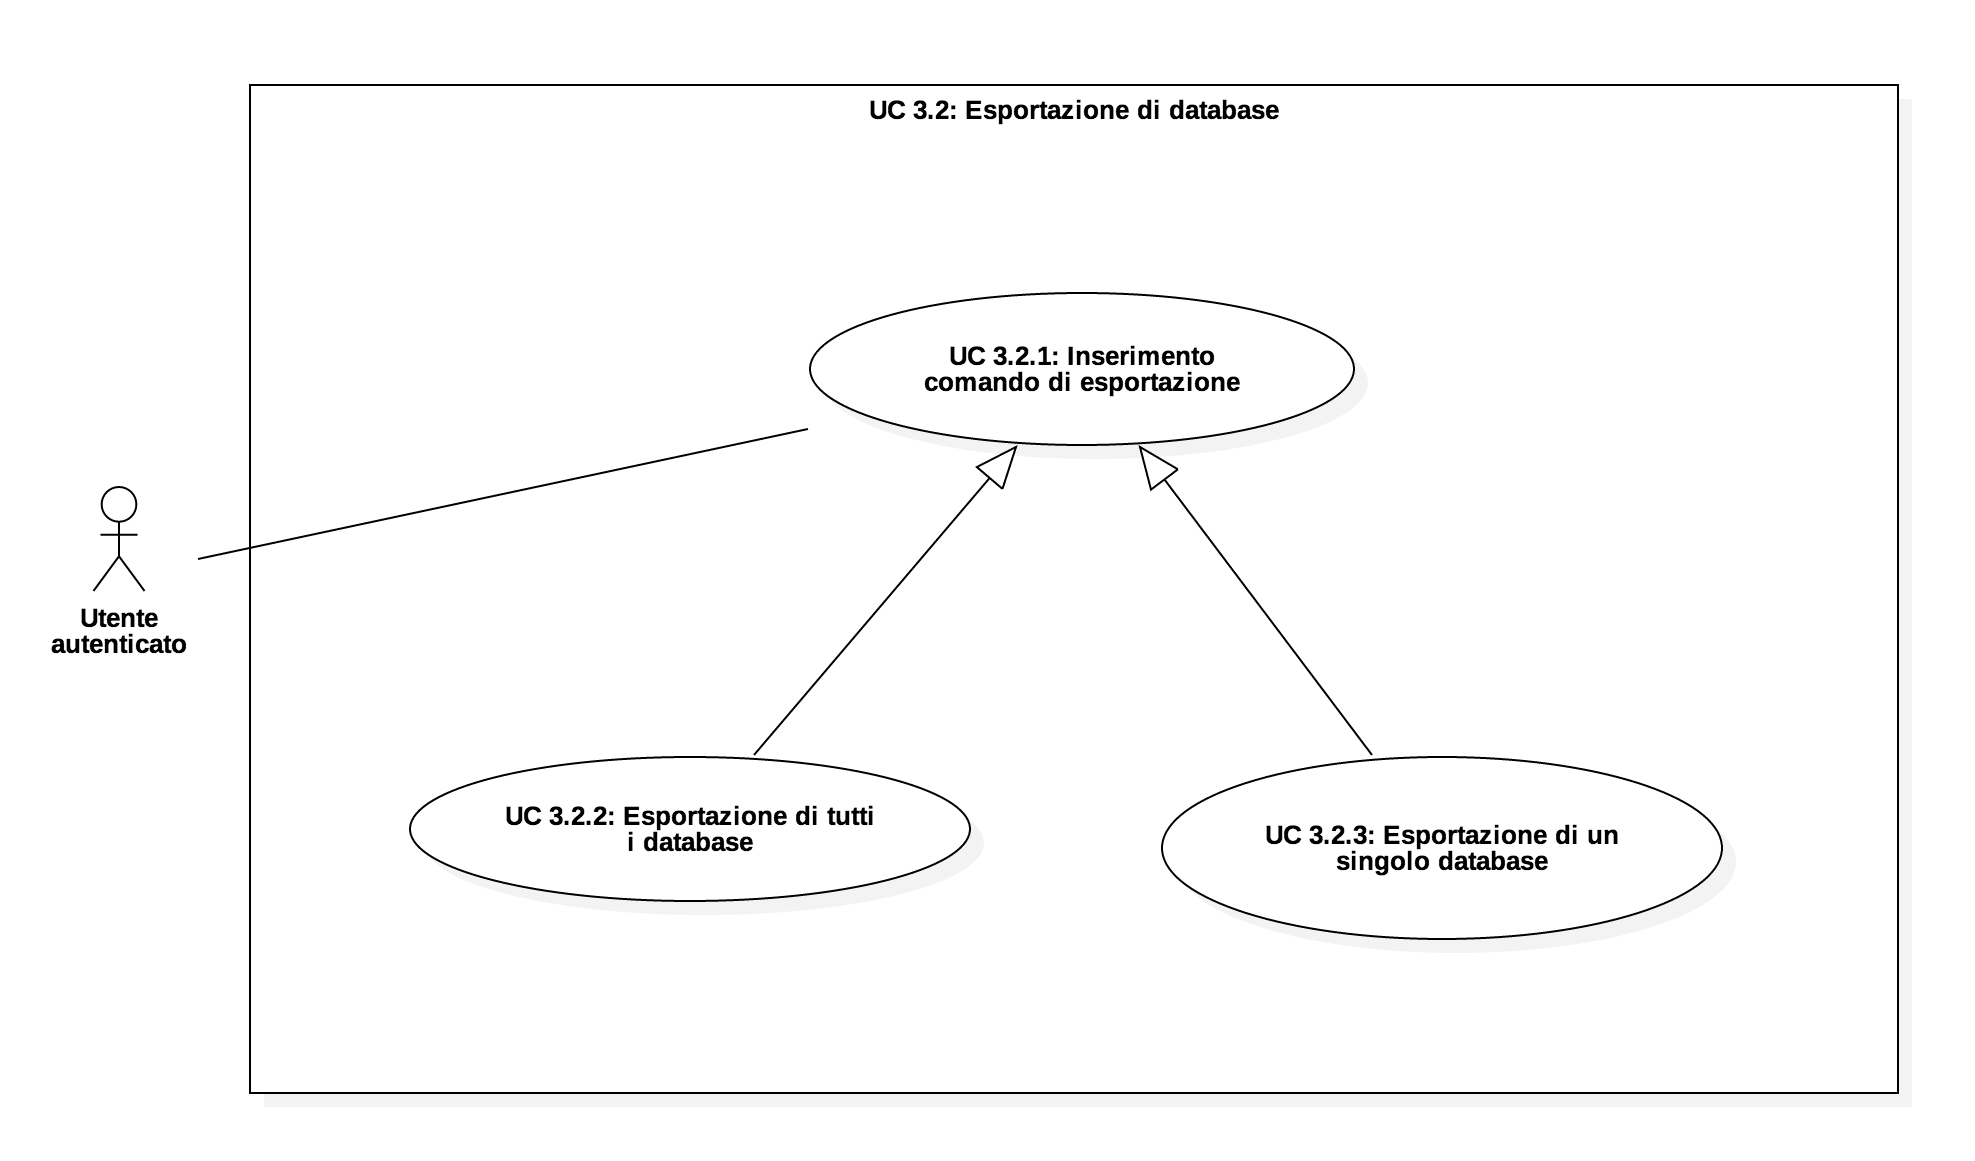 UC 3.2: Esportazione di database
UC 3.2.1: Inserimento
comando di esportazione
Utente
autenticato
UC 3.2.2: Esportazione di tutti
i database
UC 3.2.3: Esportazione di un
singolo database